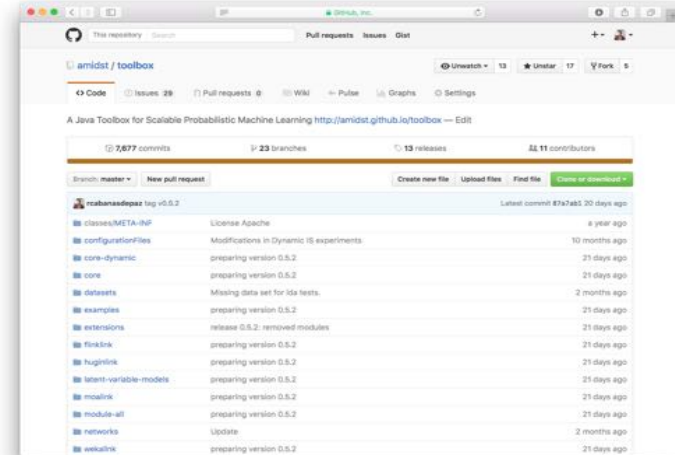 GitHub, Inc.
This repository Search Pull requests Issues Gist
amidst / toolbox Unwatch 13 Unstar 17 Fork 5
Code Issues 29 Pull requests 0 Wiki Pulse Graphs Settings
A Java Toolbox for Scalable Probabilistic Machine Learning http://amidst.github.io/toolbox — Edit
7,677 commits 23 branches 13 releases 11 contributors
Branch: master New pull request Create new file Upload files Find file Clone or download
rcabanasdepaz tag v0.5.2 Latest commit 87a7ab1 20 days ago
classes/META-INF License Apache a year ago
configurationFiles Modifications in Dynamic IS experiments 10 months ago
core-dynamic preparing version 0.5.2 21 days ago
core preparing version 0.5.2 21 days ago
datasets Missing data set for lda tests. 2 months ago
examples preparing version 0.5.2 21 days ago
extensions release 0.5.2: removed modules 21 days ago
flinklink preparing version 0.5.2 21 days ago
huginlink preparing version 0.5.2 21 days ago
latent-variable-models preparing version 0.5.2 21 days ago
moalink preparing version 0.5.2 21 days ago
module-all preparing version 0.5.2 21 days ago
networks Update 2 months ago
wekalink preparing version 0.5.2 21 days ago